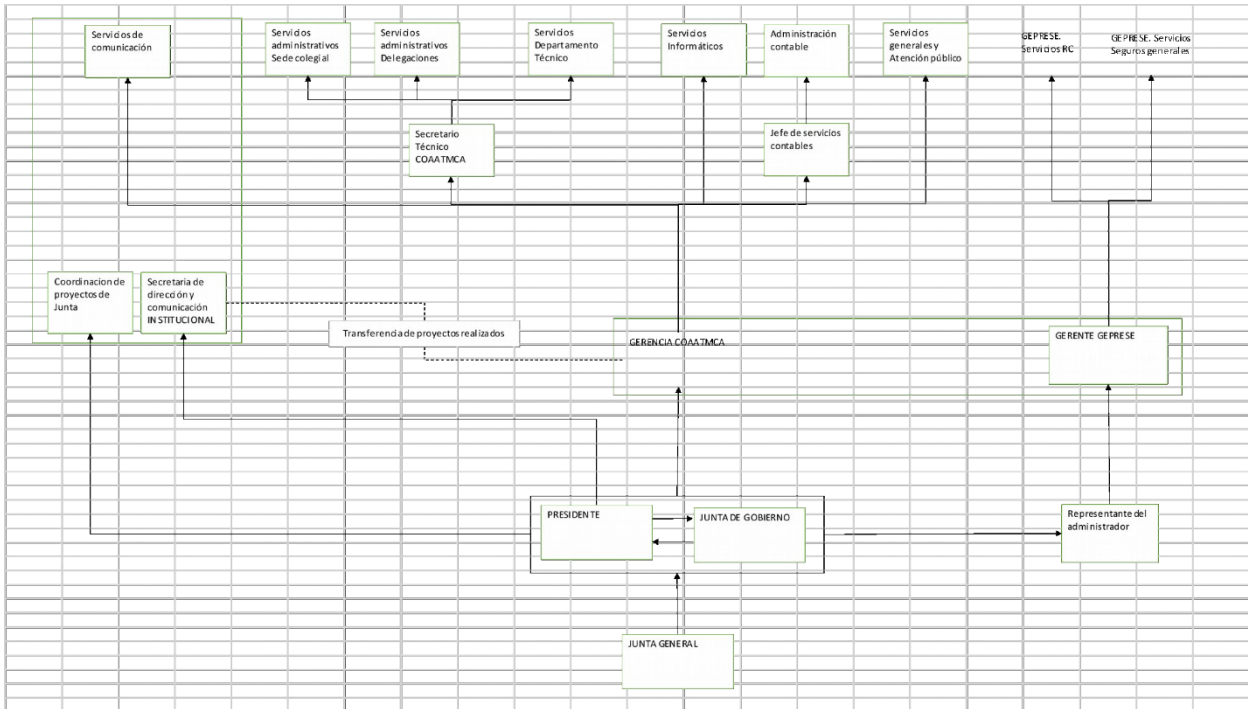 Servicios de
comunicación
Servicios
administrativos
Sede colegial
Servicios
administrativos
Delegaciones
Servicios
Departamento
Técnico
Servicios
Informáticos
Administración
contable
Servicios
generales y
Atención público
GEPRESE.
Servicios RC
GEPRESE. Servicios
Seguros generales
Secretario
Técnico
COAATMCA
Jefe de servicios
contables
Coordinacion de
proyectos de
Junta
Secretaria de
dirección y
comunicación
INSTITUCIONAL
Transferencia de proyectos realizados
GERENCIA COAATMCA
GERENTE GEPRESE
PRESIDENTE
JUNTA DE GOBIERNO
Representante del
administrador
JUNTA GENERAL